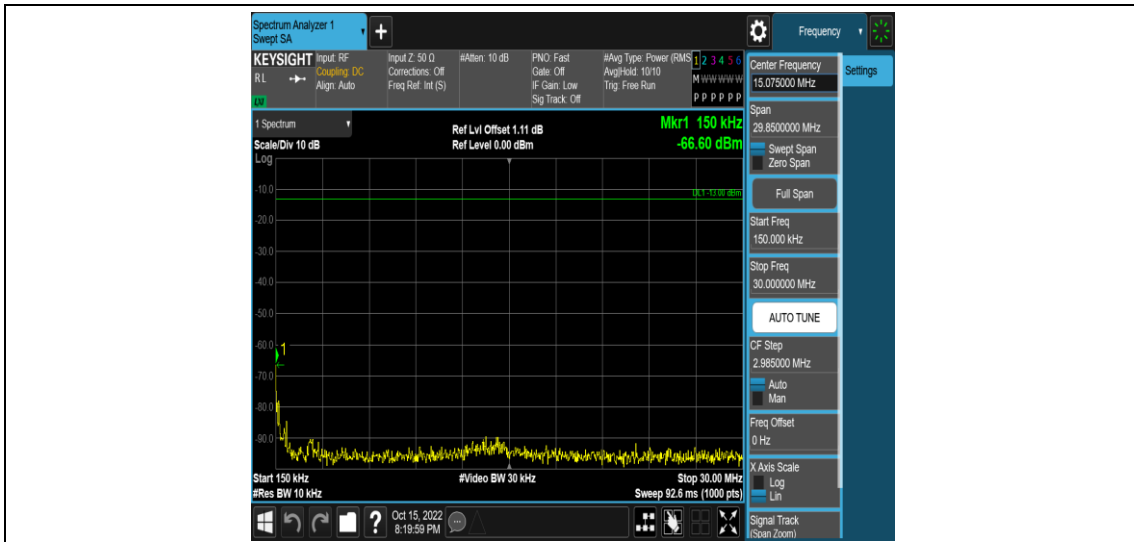 Spectrum Analyzer 1
Swept SA
+
Frequency
KEYSIGHT
RL
LXI
Input: RF
Coupling: DC
Align: Auto
Input Z: 50 Ω
Corrections: Off
Freq Ref: Int (S)
#Atten: 10 dB
PNO: Fast
Gate: Off
IF Gain: Low
Sig Track: Off
#Avg Type: Power (RMS
Avg|Hold: 10/10
Trig: Free Run
1 2 3 4 5 6
M W W W W W
P P P P P P
1 Spectrum
Scale/Div 10 dB
Log
Ref Lvl Offset 1.11 dB
Ref Level 0.00 dBm
Mkr1 150 kHz
-66.60 dBm
DL1 -13.00 dBm
-10.0
-20.0
-30.0
-40.0
-50.0
-60.0
1
-70.0
-80.0
-90.0
Start 150 kHz
#Video BW 30 kHz
Stop 30.00 MHz
#Res BW 10 kHz
Sweep 92.6 ms (1000 pts)
?
Oct 15, 2022
8:19:59 PM
Center Frequency
15.075000 MHz
Settings
Span
29.8500000 MHz
Swept Span
Zero Span
Full Span
Start Freq
150.000 kHz
Stop Freq
30.000000 MHz
AUTO TUNE
CF Step
2.985000 MHz
Auto
Man
Freq Offset
0 Hz
X Axis Scale
Log
Lin
Signal Track
(Span Zoom)